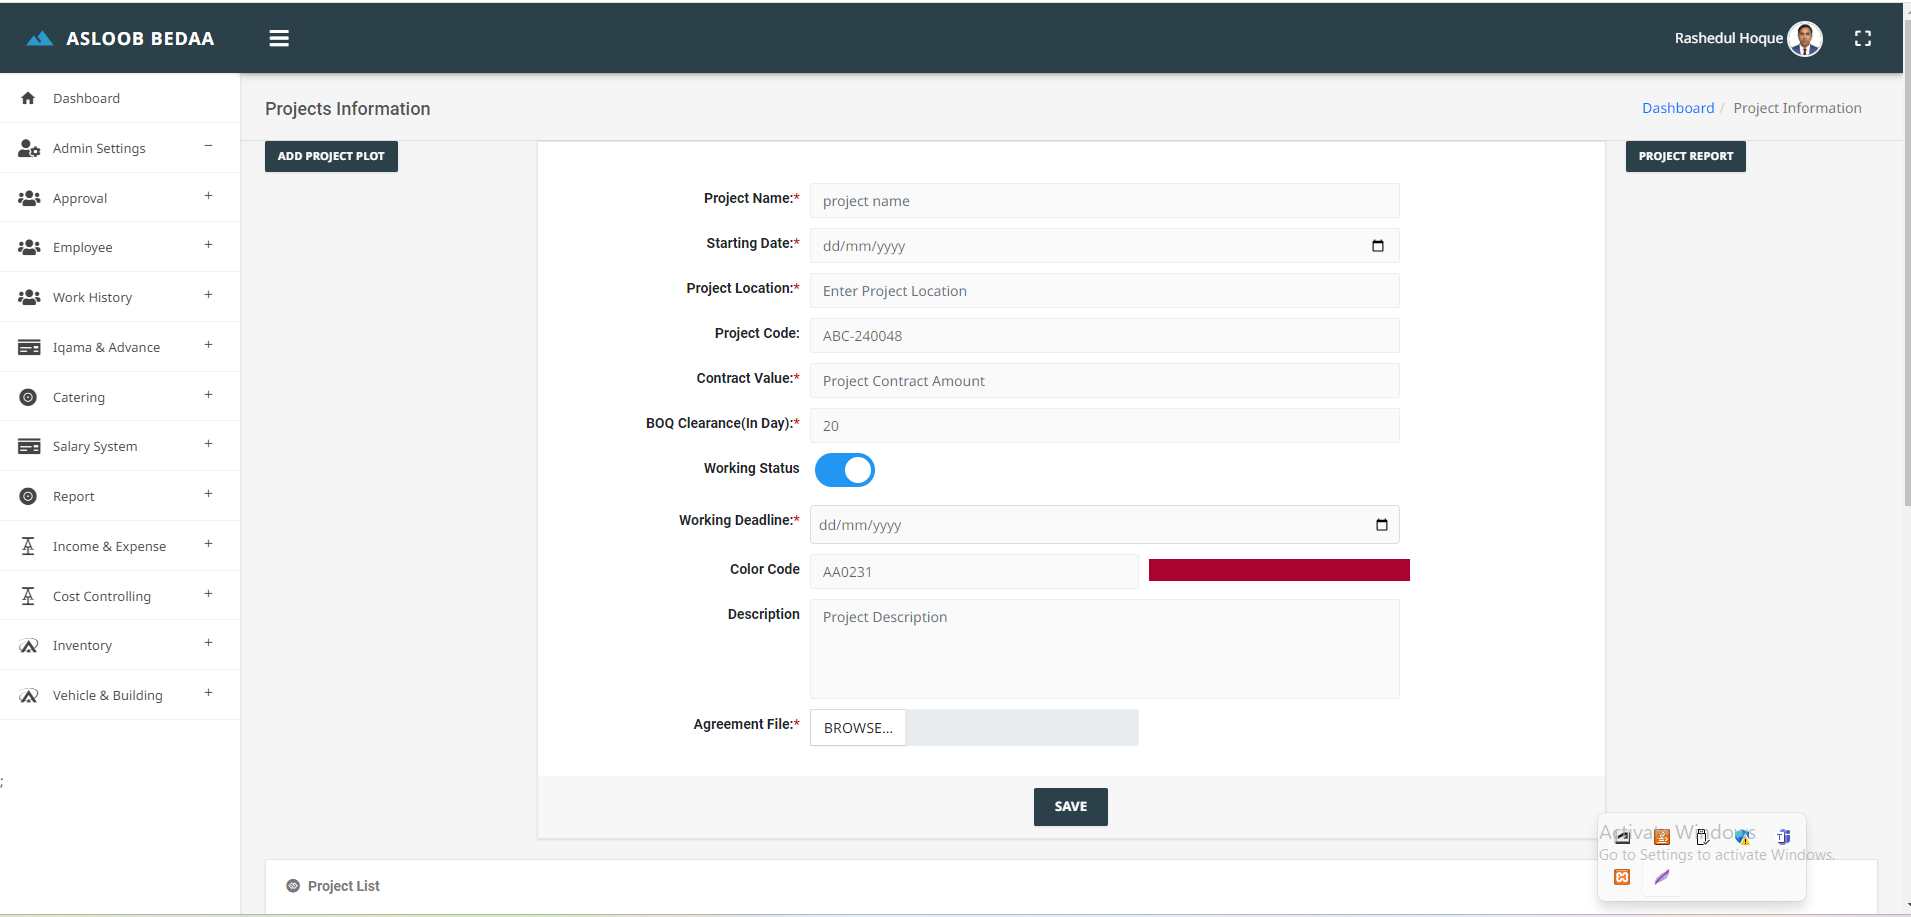 ASLOOB BEDAA
Rashedul Hoque
Dashboard
Admin Settings −
Approval +
Employee +
Work History +
Iqama & Advance +
Catering +
Salary System +
Report +
Income & Expense +
Cost Controlling +
Inventory +
Vehicle & Building +
;
Projects Information
Dashboard / Project Information
ADD PROJECT PLOT
PROJECT REPORT
Project Name:* project name
Starting Date:* dd/mm/yyyy
Project Location:* Enter Project Location
Project Code: ABC-240048
Contract Value:* Project Contract Amount
BOQ Clearance(In Day):* 20
Working Status
Working Deadline:* dd/mm/yyyy
Color Code AA0231
Description Project Description
Agreement File:* BROWSE...
SAVE
Project List
Activate Windows
Go to Settings to activate Windows.